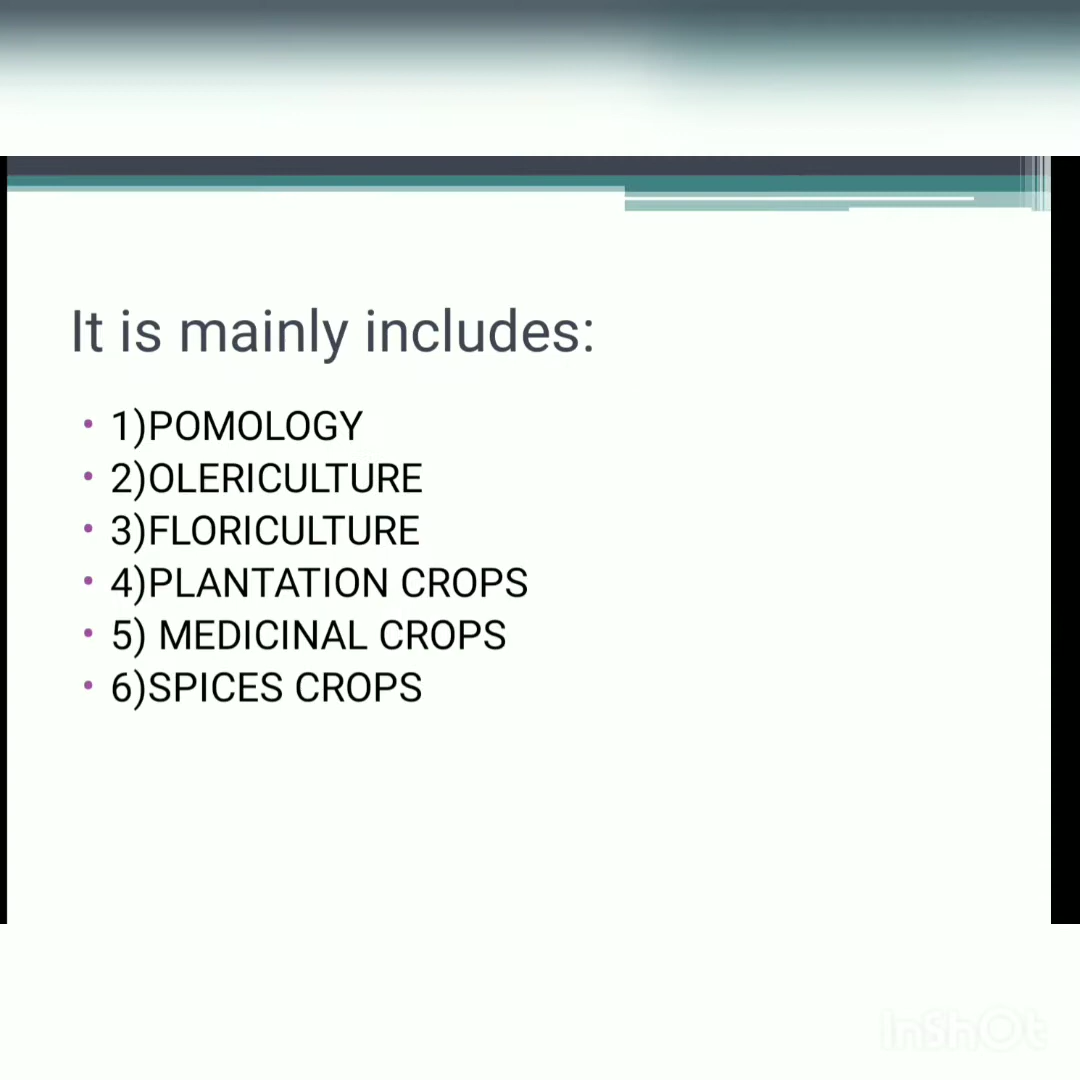 It is mainly includes:
• 1)POMOLOGY
• 2)OLERICULTURE
• 3)FLORICULTURE
• 4)PLANTATION CROPS
• 5) MEDICINAL CROPS
• 6)SPICES CROPS
InShOt